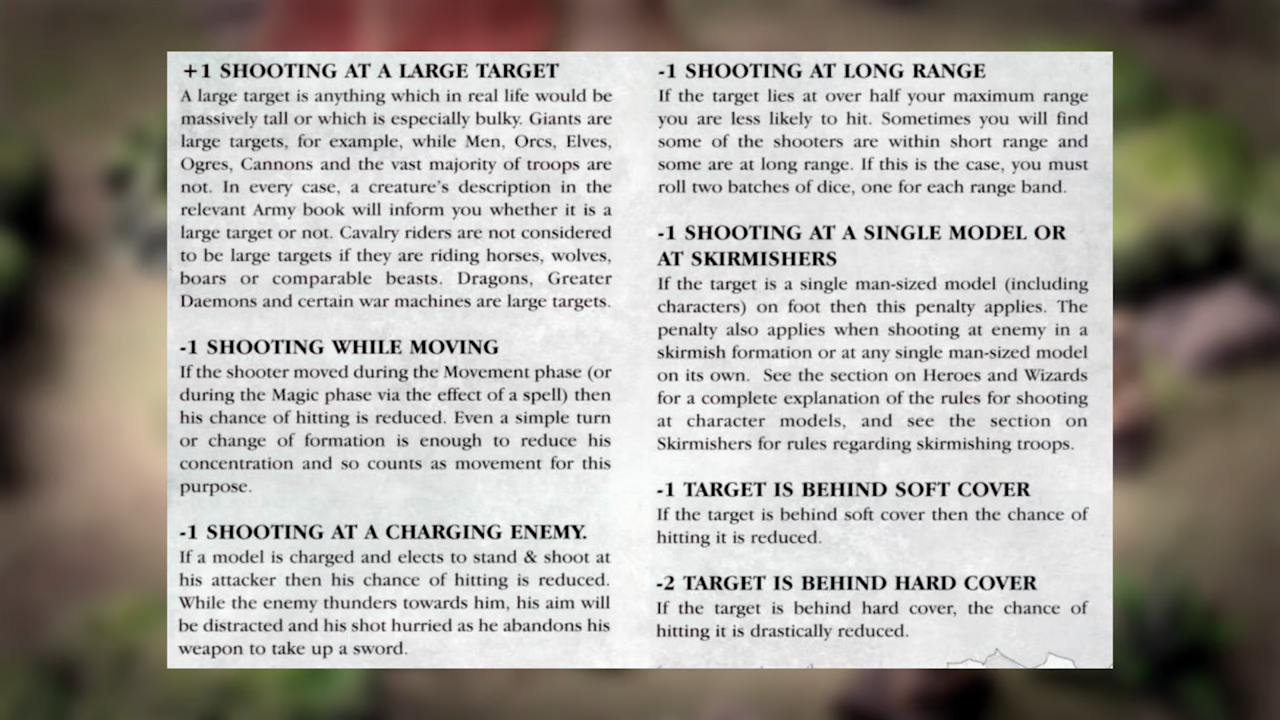 +1 SHOOTING AT A LARGE TARGET
A large target is anything which in real life would be
massively tall or which is especially bulky. Giants are
large targets, for example, while Men, Orcs, Elves,
Ogres, Cannons and the vast majority of troops are
not. In every case, a creature's description in the
relevant Army book will inform you whether it is a
large target or not. Cavalry riders are not considered
to be large targets if they are riding horses, wolves,
boars or comparable beasts. Dragons, Greater
Daemons and certain war machines are large targets.
-1 SHOOTING WHILE MOVING
If the shooter moved during the Movement phase (or
during the Magic phase via the effect of a spell) then
his chance of hitting is reduced. Even a simple turn
or change of formation is enough to reduce his
concentration and so counts as movement for this
purpose.
-1 SHOOTING AT A CHARGING ENEMY.
If a model is charged and elects to stand & shoot at
his attacker then his chance of hitting is reduced.
While the enemy thunders towards him, his aim will
be distracted and his shot hurried as he abandons his
weapon to take up a sword.
-1 SHOOTING AT LONG RANGE
If the target lies at over half your maximum range
you are less likely to hit. Sometimes you will find
some of the shooters are within short range and
some are at long range. If this is the case, you must
roll two batches of dice, one for each range band.
-1 SHOOTING AT A SINGLE MODEL OR
AT SKIRMISHERS
If the target is a single man-sized model (including
characters) on foot then this penalty applies. The
penalty also applies when shooting at enemy in a
skirmish formation or at any single man-sized model
on its own. See the section on Heroes and Wizards
for a complete explanation of the rules for shooting
at character models, and see the section on
Skirmishers for rules regarding skirmishing troops.
-1 TARGET IS BEHIND SOFT COVER
If the target is behind soft cover then the chance of
hitting it is reduced.
-2 TARGET IS BEHIND HARD COVER
If the target is behind hard cover, the chance of
hitting it is drastically reduced.